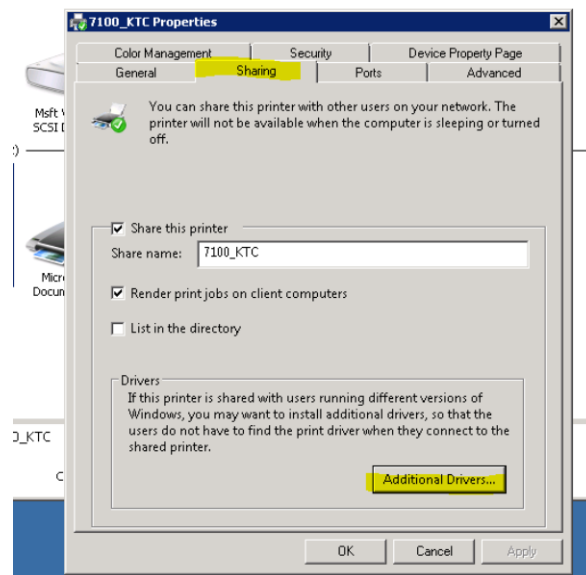 7100_KTC Properties
Color Management
Security
Device Property Page
General
Sharing
Ports
Advanced
Msft
SCSI
You can share this printer with other users on your network. The
printer will not be available when the computer is sleeping or turned
off.
Share this printer
Share name:
7100_KTC
Render print jobs on client computers
List in the directory
Drivers
If this printer is shared with users running different versions of
Windows, you may want to install additional drivers, so that the
users do not have to find the print driver when they connect to the
shared printer.
Additional Drivers...
Micr
Docun
_KTC
OK
Cancel
Apply